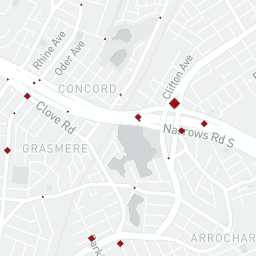 Rhine Ave
Oder Ave
Clifton Ave
CONCORD
Clove Rd
Narrows Rd S
GRASMERE
ARROCHAR